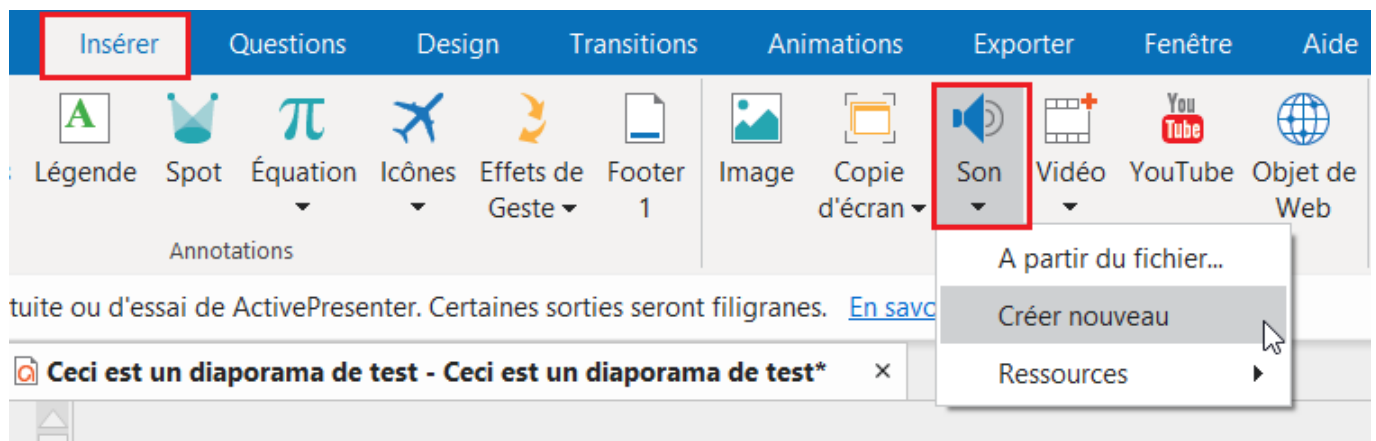 Insérer Questions Design Transitions Animations Exporter Fenêtre Aide
A π You Tube
Légende Spot Équation Icônes Effets de Geste Footer 1 Image Copie d'écran Son Vidéo YouTube Objet de Web
Annotations
A partir du fichier...
Créer nouveau
Ressources
tuite ou d'essai de ActivePresenter. Certaines sorties seront filigranes. En savo
Ceci est un diaporama de test - Ceci est un diaporama de test* ×